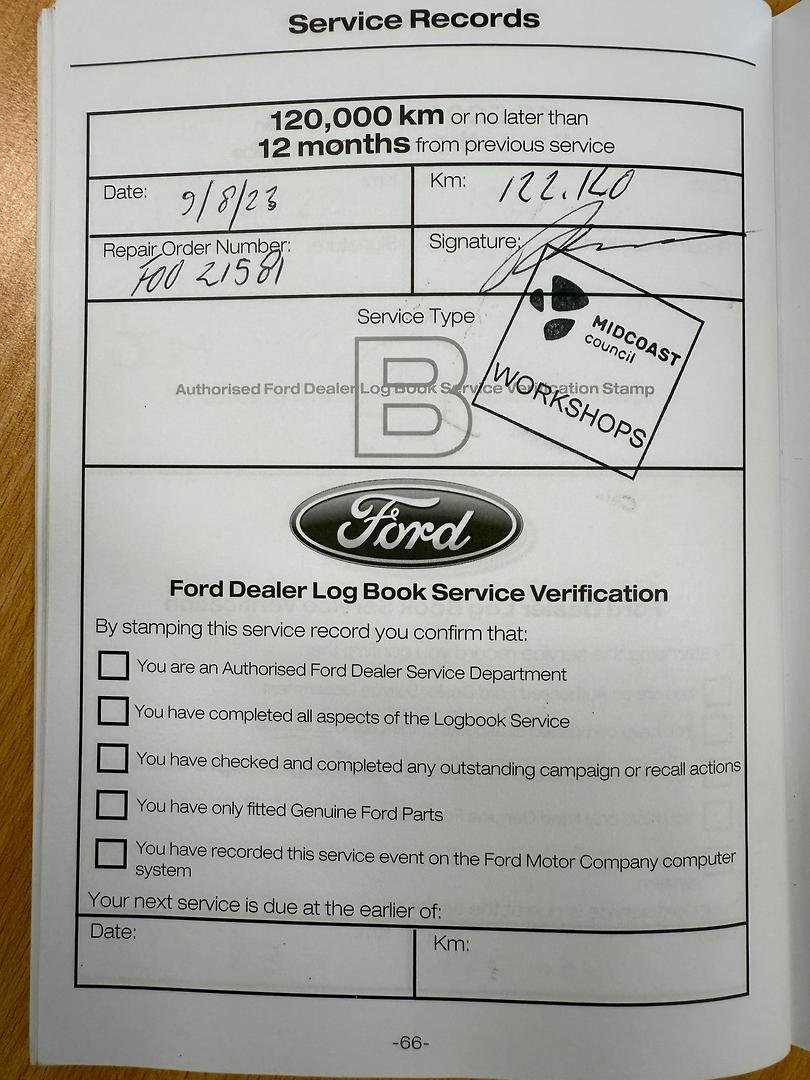 Service Records
120,000 km or no later than
12 months from previous service
Date: 9/8/23
Km: 122.140
Repair Order Number:
FOO 21581
Signature:
Service Type
B
Authorised Ford Dealer Log Book Service Verification Stamp
MIDCOAST
council
WORKSHOPS
Ford
Ford Dealer Log Book Service Verification
By stamping this service record you confirm that:
You are an Authorised Ford Dealer Service Department
You have completed all aspects of the Logbook Service
You have checked and completed any outstanding campaign or recall actions
You have only fitted Genuine Ford Parts
You have recorded this service event on the Ford Motor Company computer
system
Your next service is due at the earlier of:
Date:
Km:
-66-